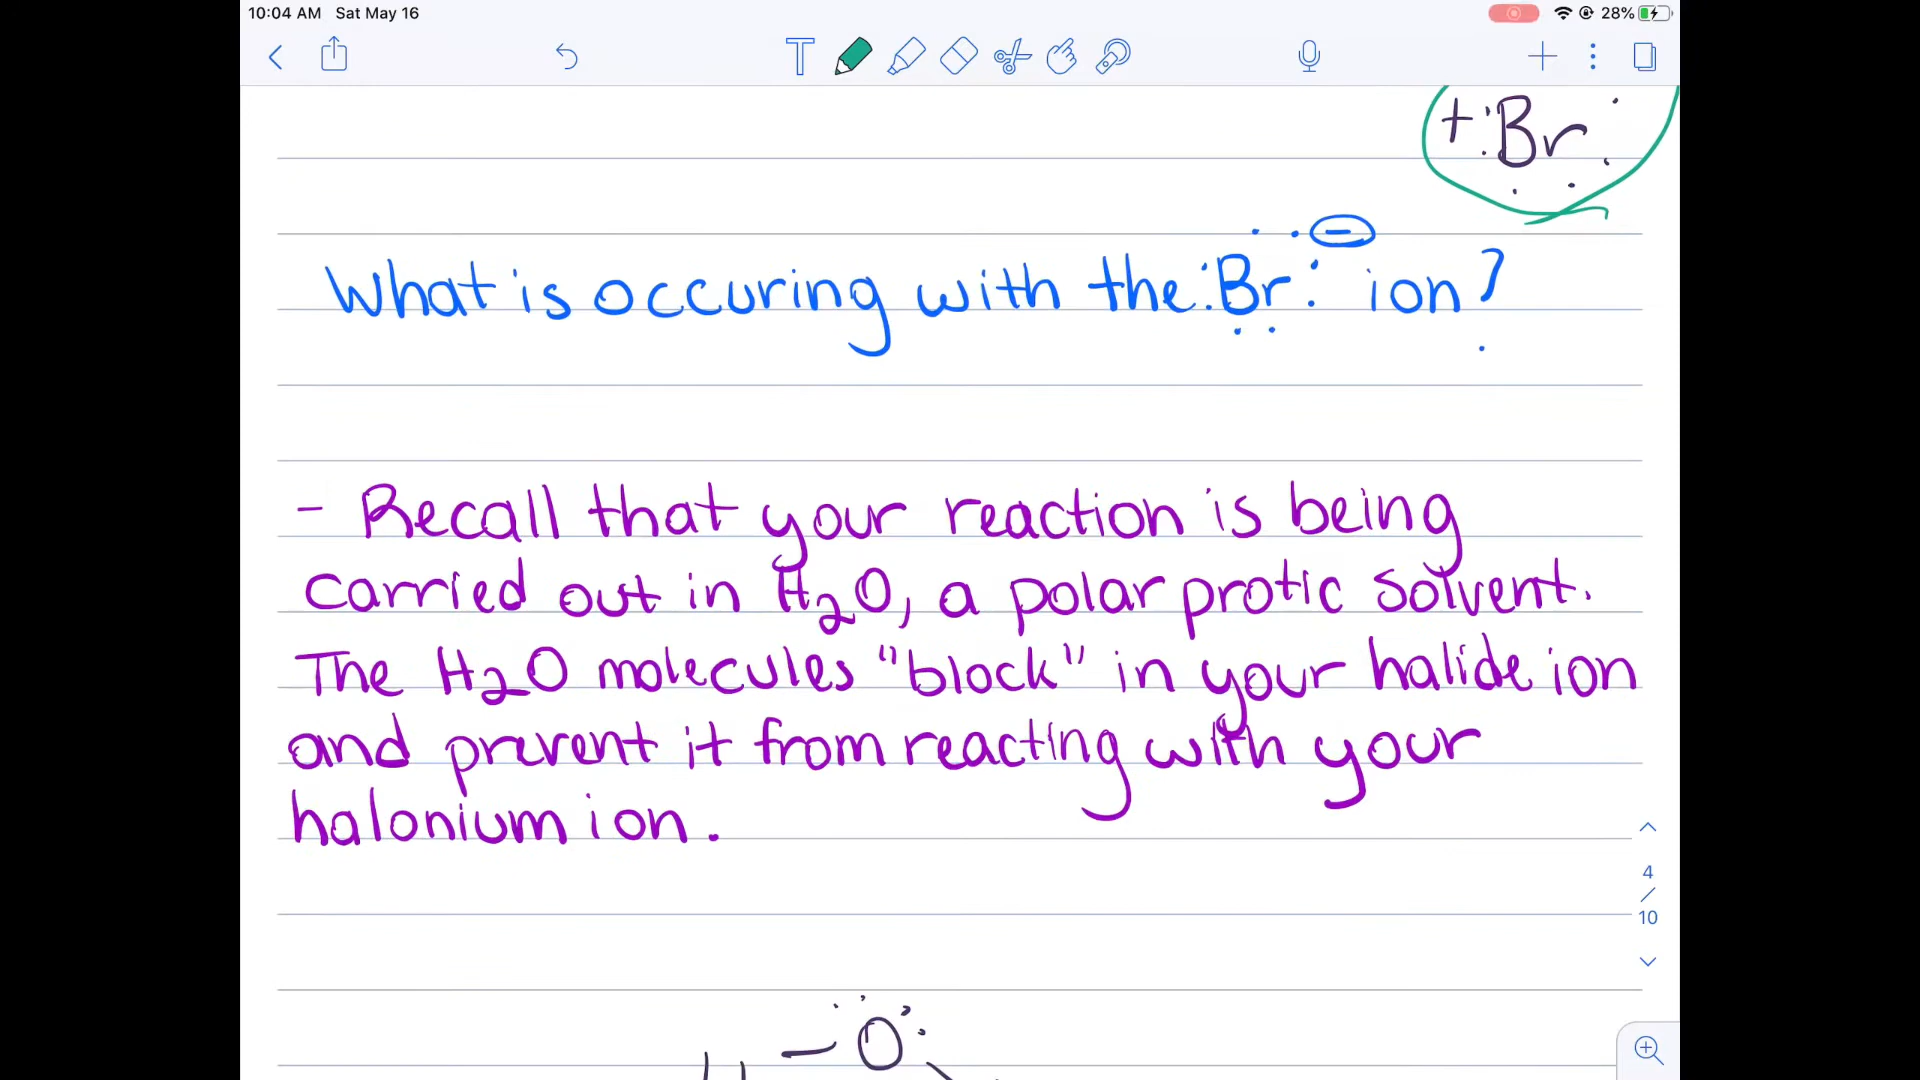 10:04 AM Sat May 16
28%
T
+ :Br:
What is occuring with the :Br: ion?
- Recall that your reaction is being
carried out in H2O, a polar protic solvent.
The H2O molecules "block" in your halide ion
and prevent it from reacting with your
halonium ion.
4
/
10
- O